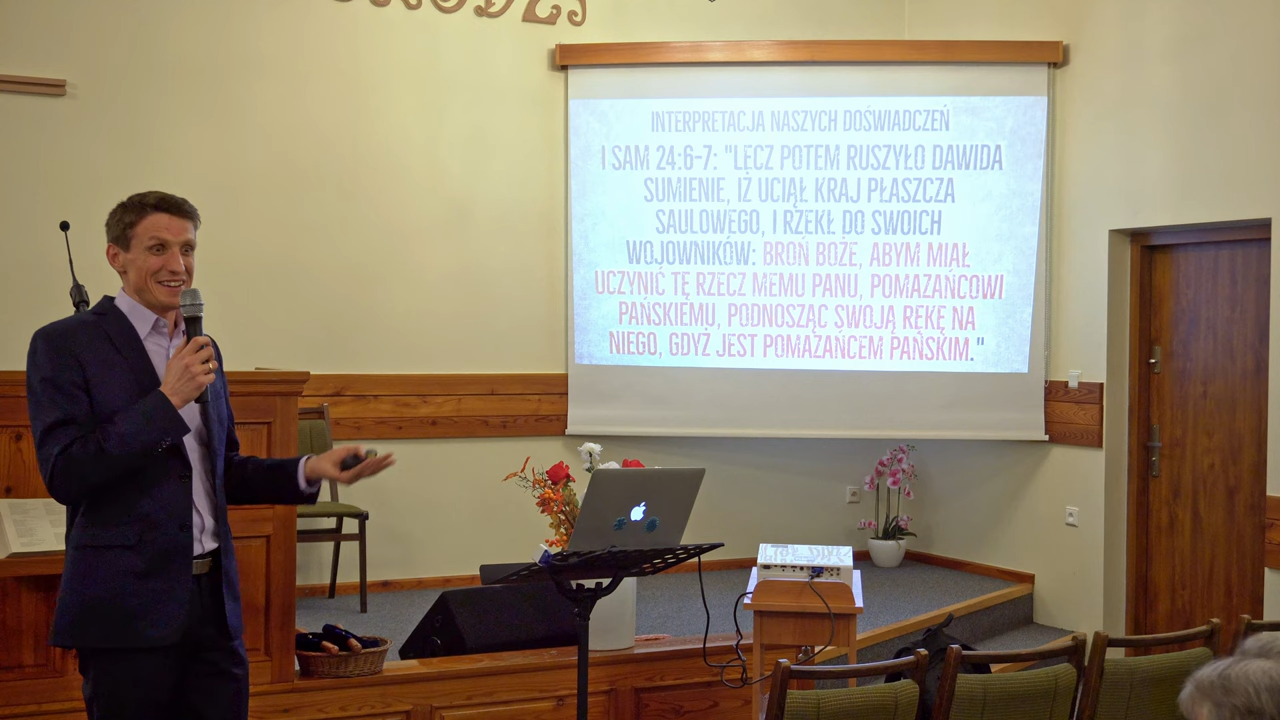 INTERPRETACJA NASZYCH DOŚWIADCZEŃ
I SAM 24:6-7: "LECZ POTEM RUSZYŁO DAWIDA
SUMIENIE, IŻ UCIĄŁ KRAJ PŁASZCZA
SAULOWEGO, I RZEKŁ DO SWOICH
WOJOWNIKÓW: BROŃ BOŻE, ABYM MIAŁ
UCZYNIĆ TĘ RZECZ MEMU PANU, POMAZAŃCOWI
PAŃSKIEMU, PODNOSZĄC SWOJĄ RĘKĘ NA
NIEGO, GDYŻ JEST POMAZAŃCEM PAŃSKIM."